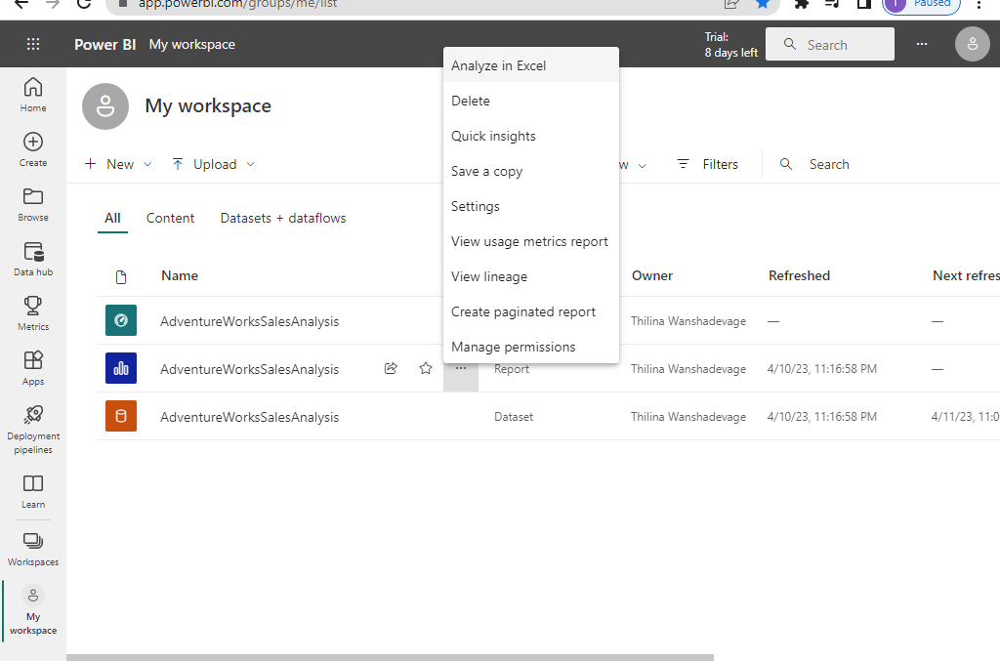 app.powerbi.com/groups/me/list
Paused
Power BI My workspace
Trial:
8 days left
Search
Home
Create
Browse
Data hub
Metrics
Apps
Deployment
pipelines
Learn
Workspaces
My
workspace
My workspace
New
Upload
Filters
Search
All Content Datasets + dataflows
Analyze in Excel
Delete
Quick insights
Save a copy
Settings
View usage metrics report
View lineage
Create paginated report
Manage permissions
Name Owner Refreshed Next refres
AdventureWorksSalesAnalysis Thilina Wanshadevage — —
AdventureWorksSalesAnalysis Report Thilina Wanshadevage 4/10/23, 11:16:58 PM —
AdventureWorksSalesAnalysis Dataset Thilina Wanshadevage 4/10/23, 11:16:58 PM 4/11/23, 11:0